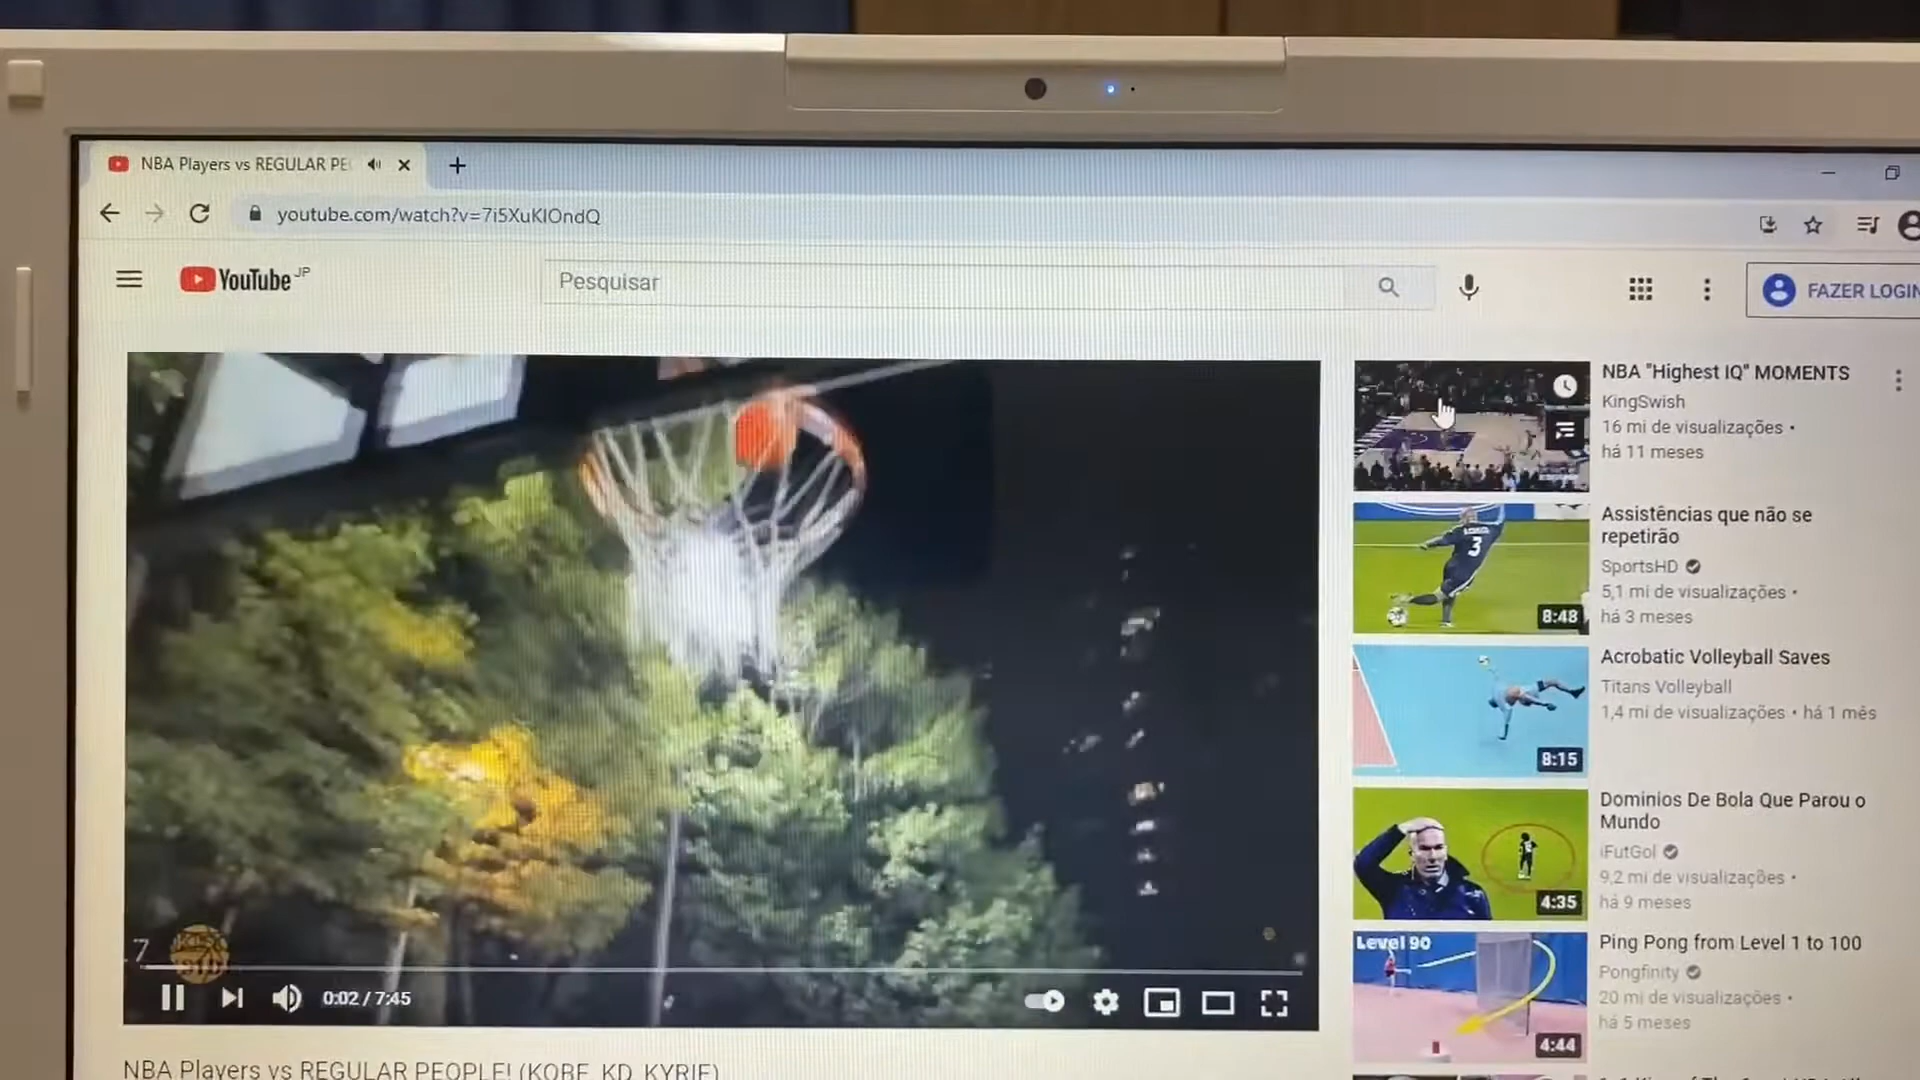 NBA Players vs REGULAR PE
youtube.com/watch?v=7i5XuKlOndQ
YouTube JP
Pesquisar
FAZER LOGIN
NBA "Highest IQ" MOMENTS
KingSwish
16 mi de visualizações •
há 11 meses
Assistências que não se
repetirão
SportsHD
5,1 mi de visualizações •
há 3 meses
3
8:48
Acrobatic Volleyball Saves
Titans Volleyball
1,4 mi de visualizações • há 1 mês
8:15
Dominios De Bola Que Parou o
Mundo
iFutGol
9,2 mi de visualizações •
há 9 meses
4:35
Level 90
Ping Pong from Level 1 to 100
Pongfinity
20 mi de visualizações •
há 5 meses
4:44
7
0:02 / 7:45
NBA Players vs REGULAR PEOPLE! (KOBE, KD, KYRIE)